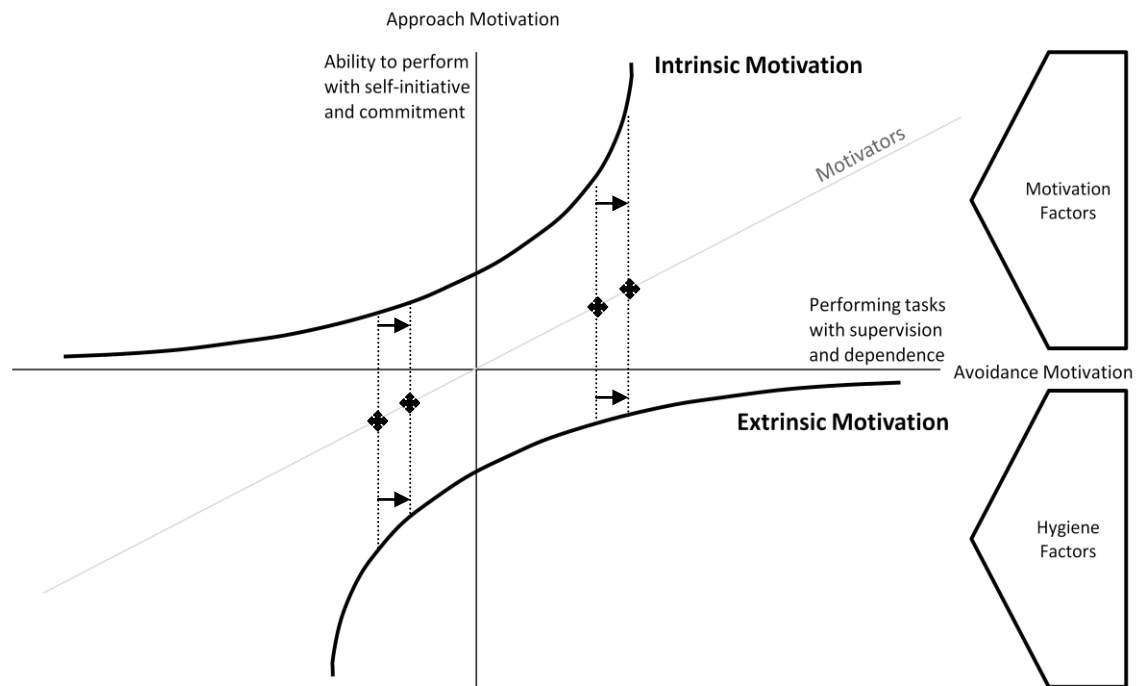 Approach Motivation
Ability to perform
with self-initiative
and commitment
Intrinsic Motivation
Motivators
Motivation
Factors
Performing tasks
with supervision
and dependence
Avoidance Motivation
Extrinsic Motivation
Hygiene
Factors